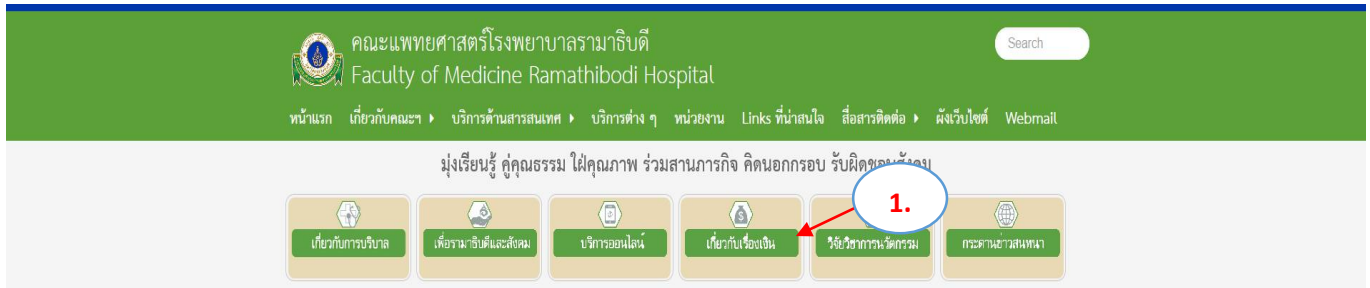 คณะแพทยศาสตร์โรงพยาบาลรามาธิบดี
Search
Faculty of Medicine Ramathibodi Hospital
หน้าแรก เกี่ยวกับคณะฯ บริการด้านสารสนเทศ บริการต่าง ๆ หน่วยงาน Links ที่น่าสนใจ สื่อสารติดต่อ ผังเว็บไซต์ Webmail
มุ่งเรียนรู้ คู่คุณธรรม ใฝ่คุณภาพ ร่วมสานภารกิจ คิดนอกกรอบ รับผิดชอบสังคม
1.
เกี่ยวกับการบริบาล เพื่อรามาธิบดีและสังคม บริการออนไลน์ เกี่ยวกับเรื่องเงิน วิจัยวิชาการนวัตกรรม กระดานข่าวสนทนา